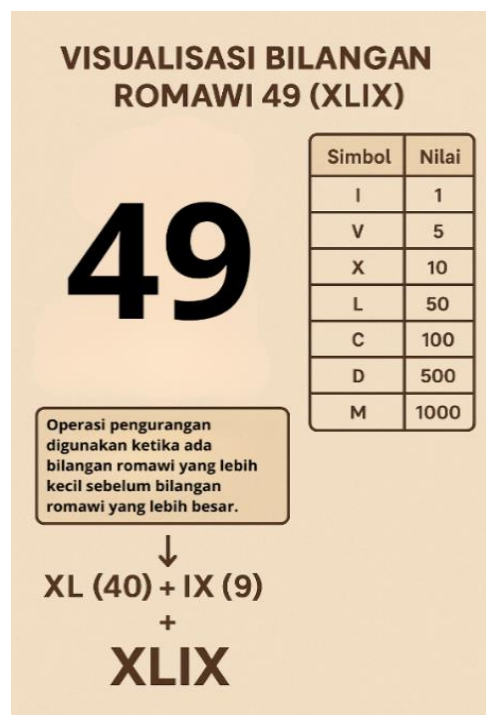 VISUALISASI BILANGAN
ROMAWI 49 (XLIX)
49
Simbol Nilai
I 1
V 5
X 10
L 50
C 100
D 500
M 1000
Operasi pengurangan
digunakan ketika ada
bilangan romawi yang lebih
kecil sebelum bilangan
romawi yang lebih besar.
↓
XL (40) + IX (9)
+
XLIX